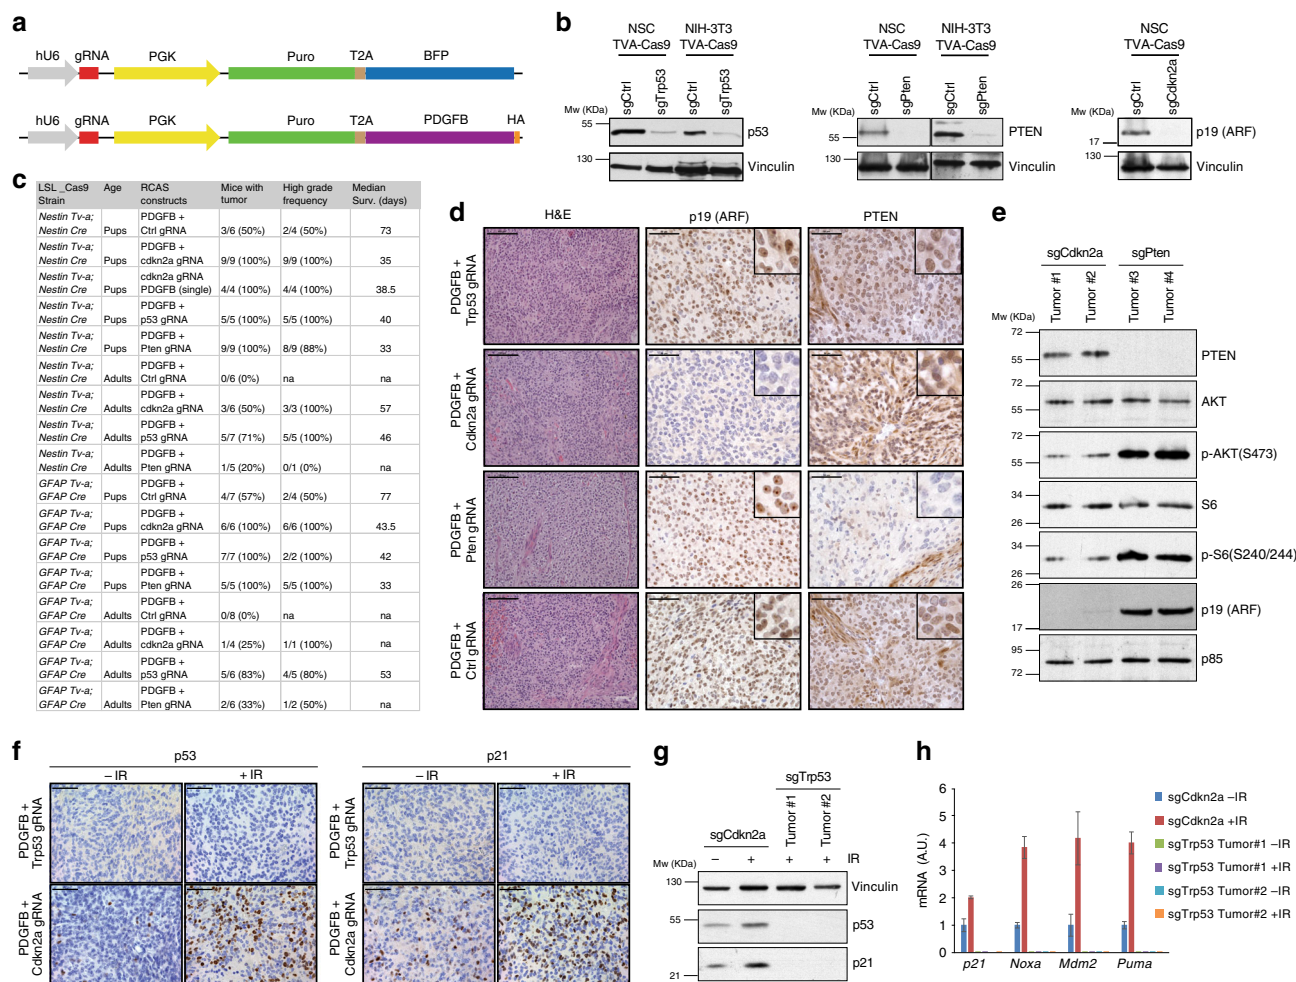 a
hU6 gRNA PGK Puro T2A BFP
hU6 gRNA PGK Puro T2A PDGFB HA
b
NSC TVA-Cas9
NIH-3T3 TVA-Cas9
sgCtrl sgTrp53 sgCtrl sgTrp53
Mw (KDa)
55
p53
130
Vinculin
NSC TVA-Cas9
NIH-3T3 TVA-Cas9
sgCtrl sgPten sgCtrl sgPten
Mw (KDa)
55
PTEN
130
Vinculin
NSC TVA-Cas9
sgCtrl sgCdkn2a
Mw (KDa)
17
p19 (ARF)
130
Vinculin
c
LSL _Cas9 Strain Age RCAS constructs Mice with tumor High grade frequency Median Surv. (days)
Nestin Tv-a; Nestin Cre Pups PDGFB + Ctrl gRNA 3/6 (50%) 2/4 (50%) 73
Nestin Tv-a; Nestin Cre Pups PDGFB + cdkn2a gRNA 9/9 (100%) 9/9 (100%) 35
Nestin Tv-a; Nestin Cre Pups cdkn2a gRNA PDGFB (single) 4/4 (100%) 4/4 (100%) 38.5
Nestin Tv-a; Nestin Cre Pups PDGFB + p53 gRNA 5/5 (100%) 5/5 (100%) 40
Nestin Tv-a; Nestin Cre Pups PDGFB + Pten gRNA 9/9 (100%) 8/9 (88%) 33
Nestin Tv-a; Nestin Cre Adults PDGFB + Ctrl gRNA 0/6 (0%) na na
Nestin Tv-a; Nestin Cre Adults PDGFB + cdkn2a gRNA 3/6 (50%) 3/3 (100%) 57
Nestin Tv-a; Nestin Cre Adults PDGFB + p53 gRNA 5/7 (71%) 5/5 (100%) 46
Nestin Tv-a; Nestin Cre Adults PDGFB + Pten gRNA 1/5 (20%) 0/1 (0%) na
GFAP Tv-a; GFAP Cre Pups PDGFB + Ctrl gRNA 4/7 (57%) 2/4 (50%) 77
GFAP Tv-a; GFAP Cre Pups PDGFB + cdkn2a gRNA 6/6 (100%) 6/6 (100%) 43.5
GFAP Tv-a; GFAP Cre Pups PDGFB + p53 gRNA 7/7 (100%) 2/2 (100%) 42
GFAP Tv-a; GFAP Cre Pups PDGFB + Pten gRNA 5/5 (100%) 5/5 (100%) 33
GFAP Tv-a; GFAP Cre Adults PDGFB + Ctrl gRNA 0/8 (0%) na na
GFAP Tv-a; GFAP Cre Adults PDGFB + cdkn2a gRNA 1/4 (25%) 1/1 (100%) na
GFAP Tv-a; GFAP Cre Adults PDGFB + p53 gRNA 5/6 (83%) 4/5 (80%) 53
GFAP Tv-a; GFAP Cre Adults PDGFB + Pten gRNA 2/6 (33%) 1/2 (50%) na
d
H&E p19 (ARF) PTEN
PDGFB + Trp53 gRNA
PDGFB + Cdkn2a gRNA
PDGFB + Pten gRNA
PDGFB + Ctrl gRNA
e
sgCdkn2a sgPten
Tumor #1 Tumor #2 Tumor #3 Tumor #4
Mw (KDa)
72
55
PTEN
72
55
AKT
72
55
p-AKT(S473)
34
26
S6
34
26
p-S6(S240/244)
26
17
p19 (ARF)
95
72
p85
f
p53 p21
– IR + IR – IR + IR
PDGFB + Trp53 gRNA
PDGFB + Cdkn2a gRNA
PDGFB + Trp53 gRNA
PDGFB + Cdkn2a gRNA
g
sgTrp53
sgCdkn2a Tumor #1 Tumor #2
– + + + IR
Mw (KDa)
130
Vinculin
55
p53
21
p21
h
mRNA (A.U.)
6
5
4
3
2
1
0
p21 Noxa Mdm2 Puma
sgCdkn2a –IR
sgCdkn2a +IR
sgTrp53 Tumor#1 –IR
sgTrp53 Tumor#1 +IR
sgTrp53 Tumor#2 –IR
sgTrp53 Tumor#2 +IR